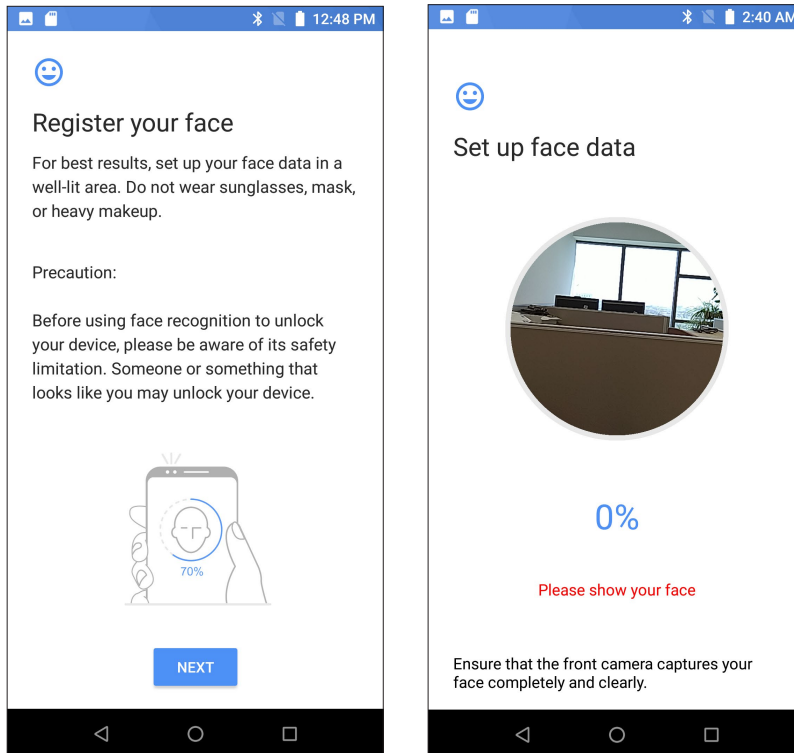 12:48 PM
Register your face
For best results, set up your face data in a
well-lit area. Do not wear sunglasses, mask,
or heavy makeup.
Precaution:
Before using face recognition to unlock
your device, please be aware of its safety
limitation. Someone or something that
looks like you may unlock your device.
70%
NEXT
2:40 AM
Set up face data
0%
Please show your face
Ensure that the front camera captures your
face completely and clearly.